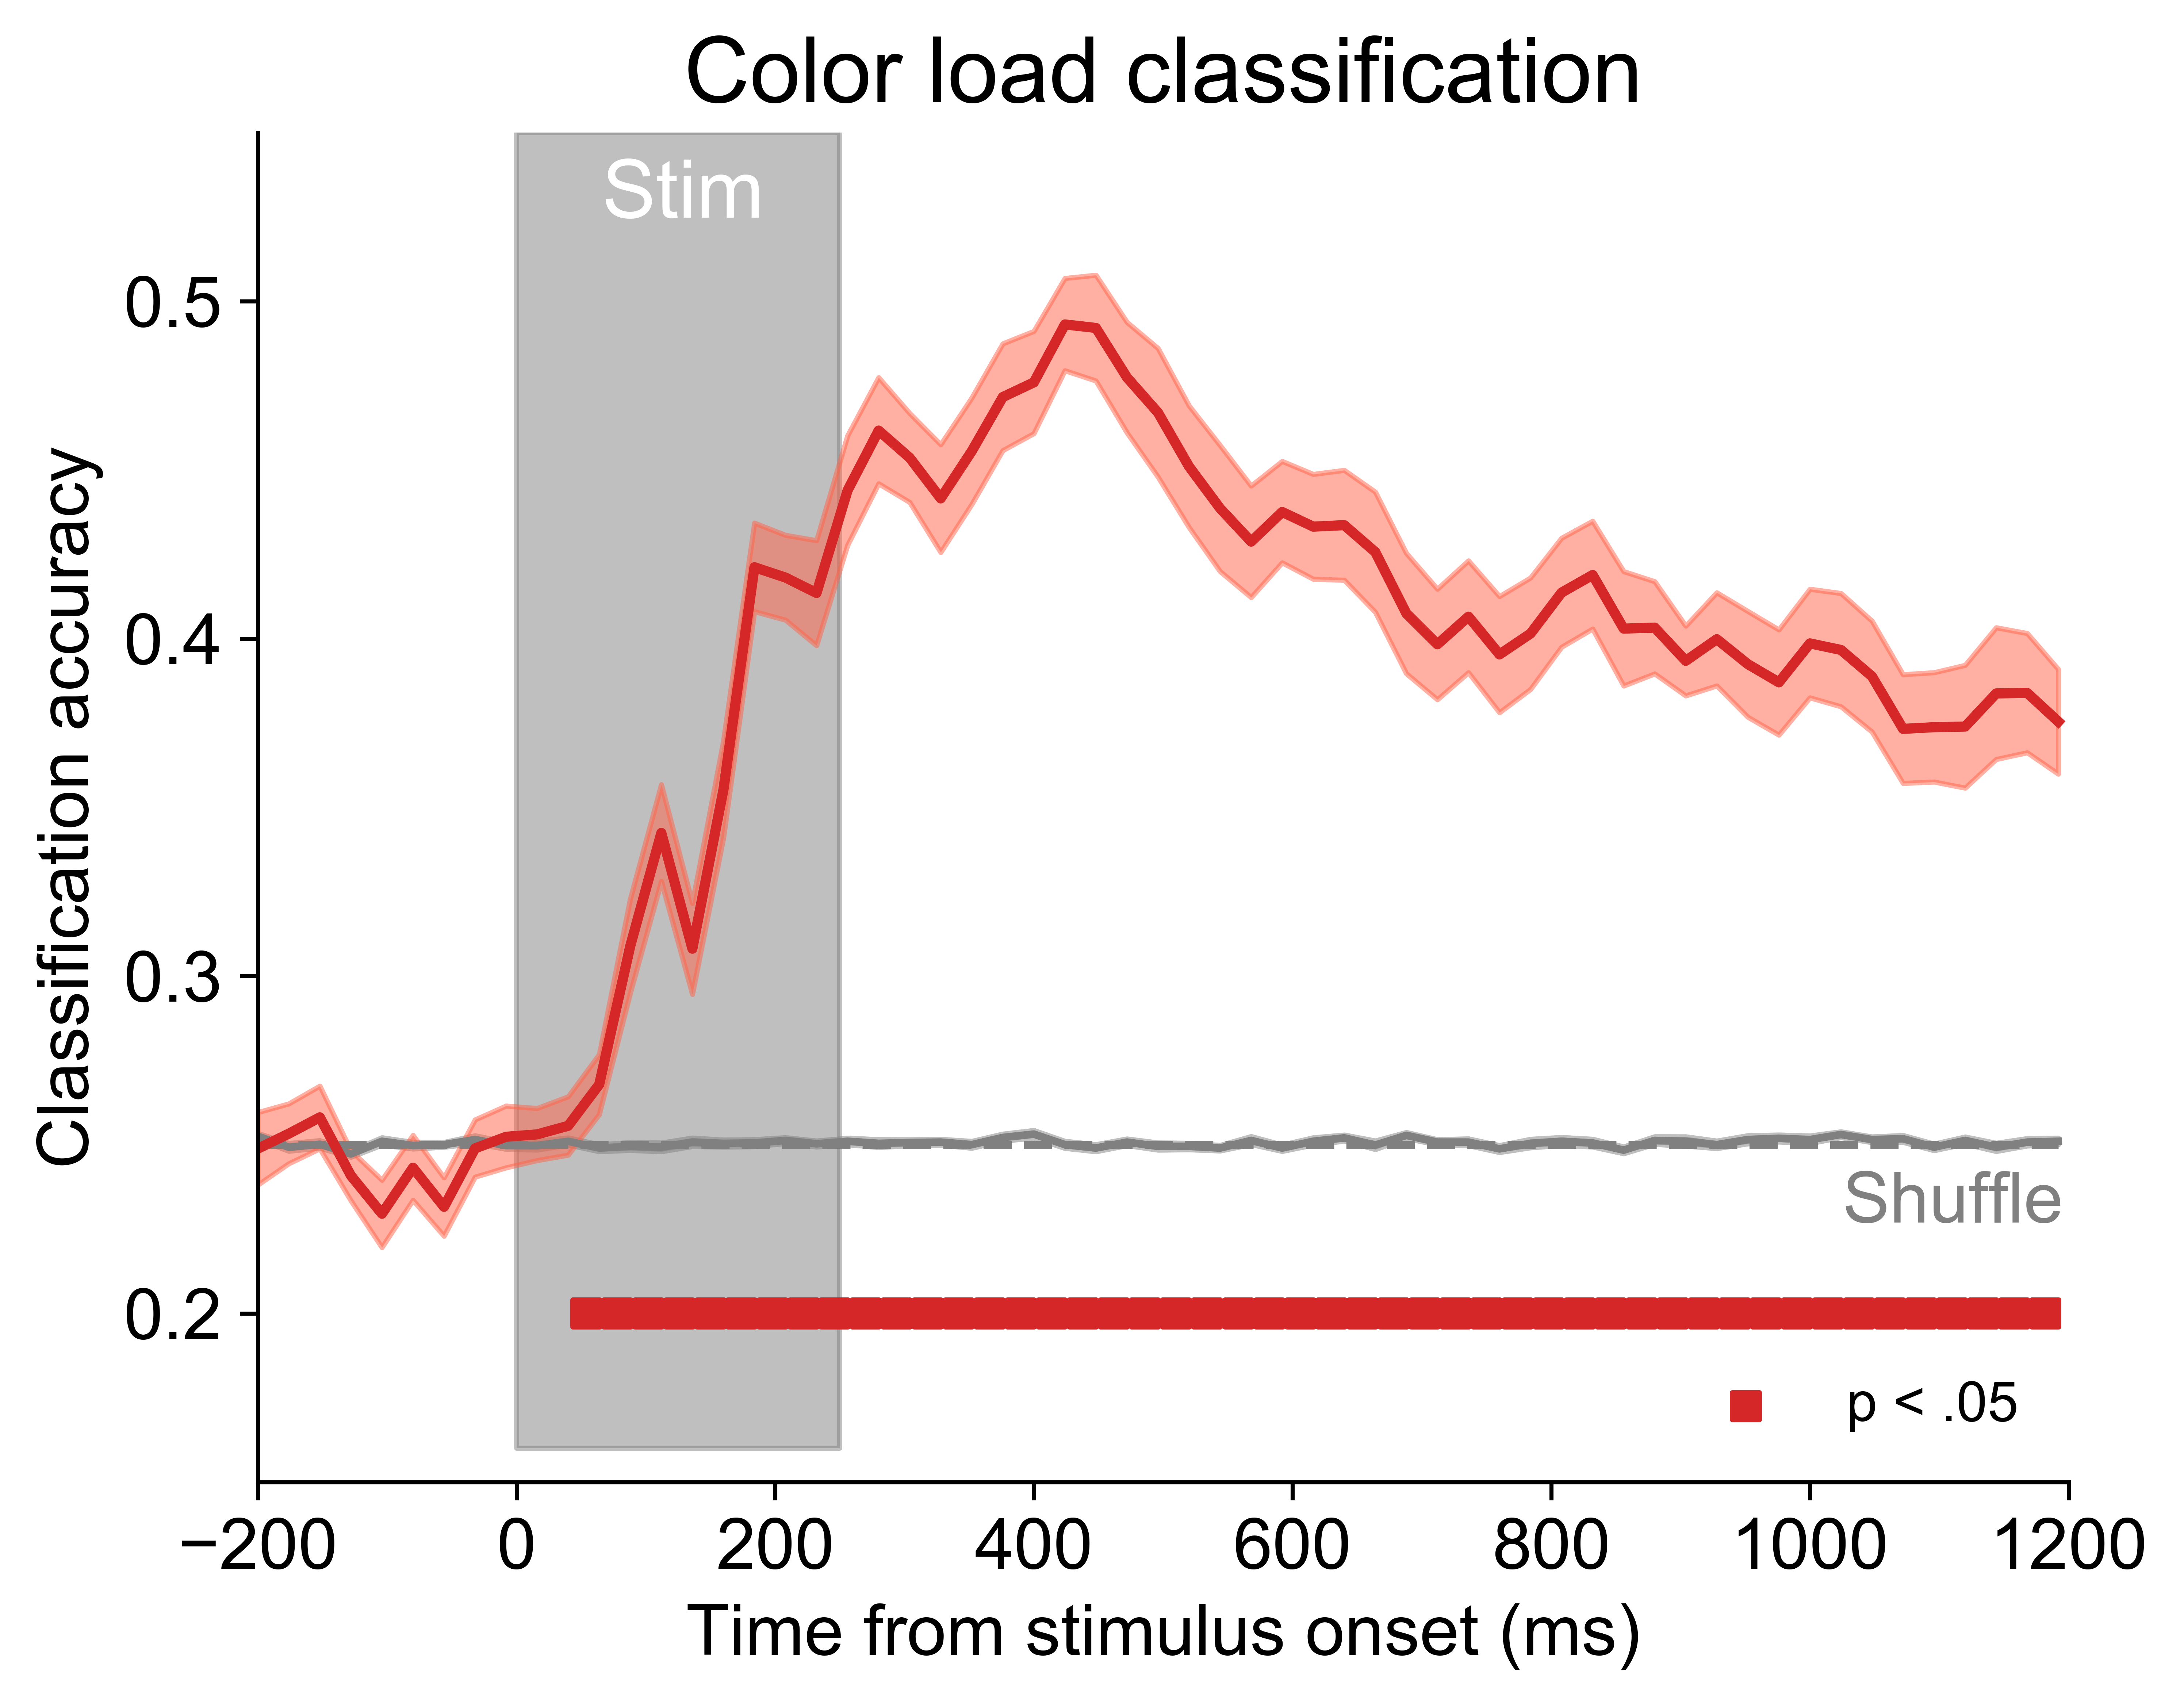 Color load classification
Stim
Classification accuracy
0.5
0.4
0.3
0.2
Shuffle
p < .05
−200 0 200 400 600 800 1000 1200
Time from stimulus onset (ms)